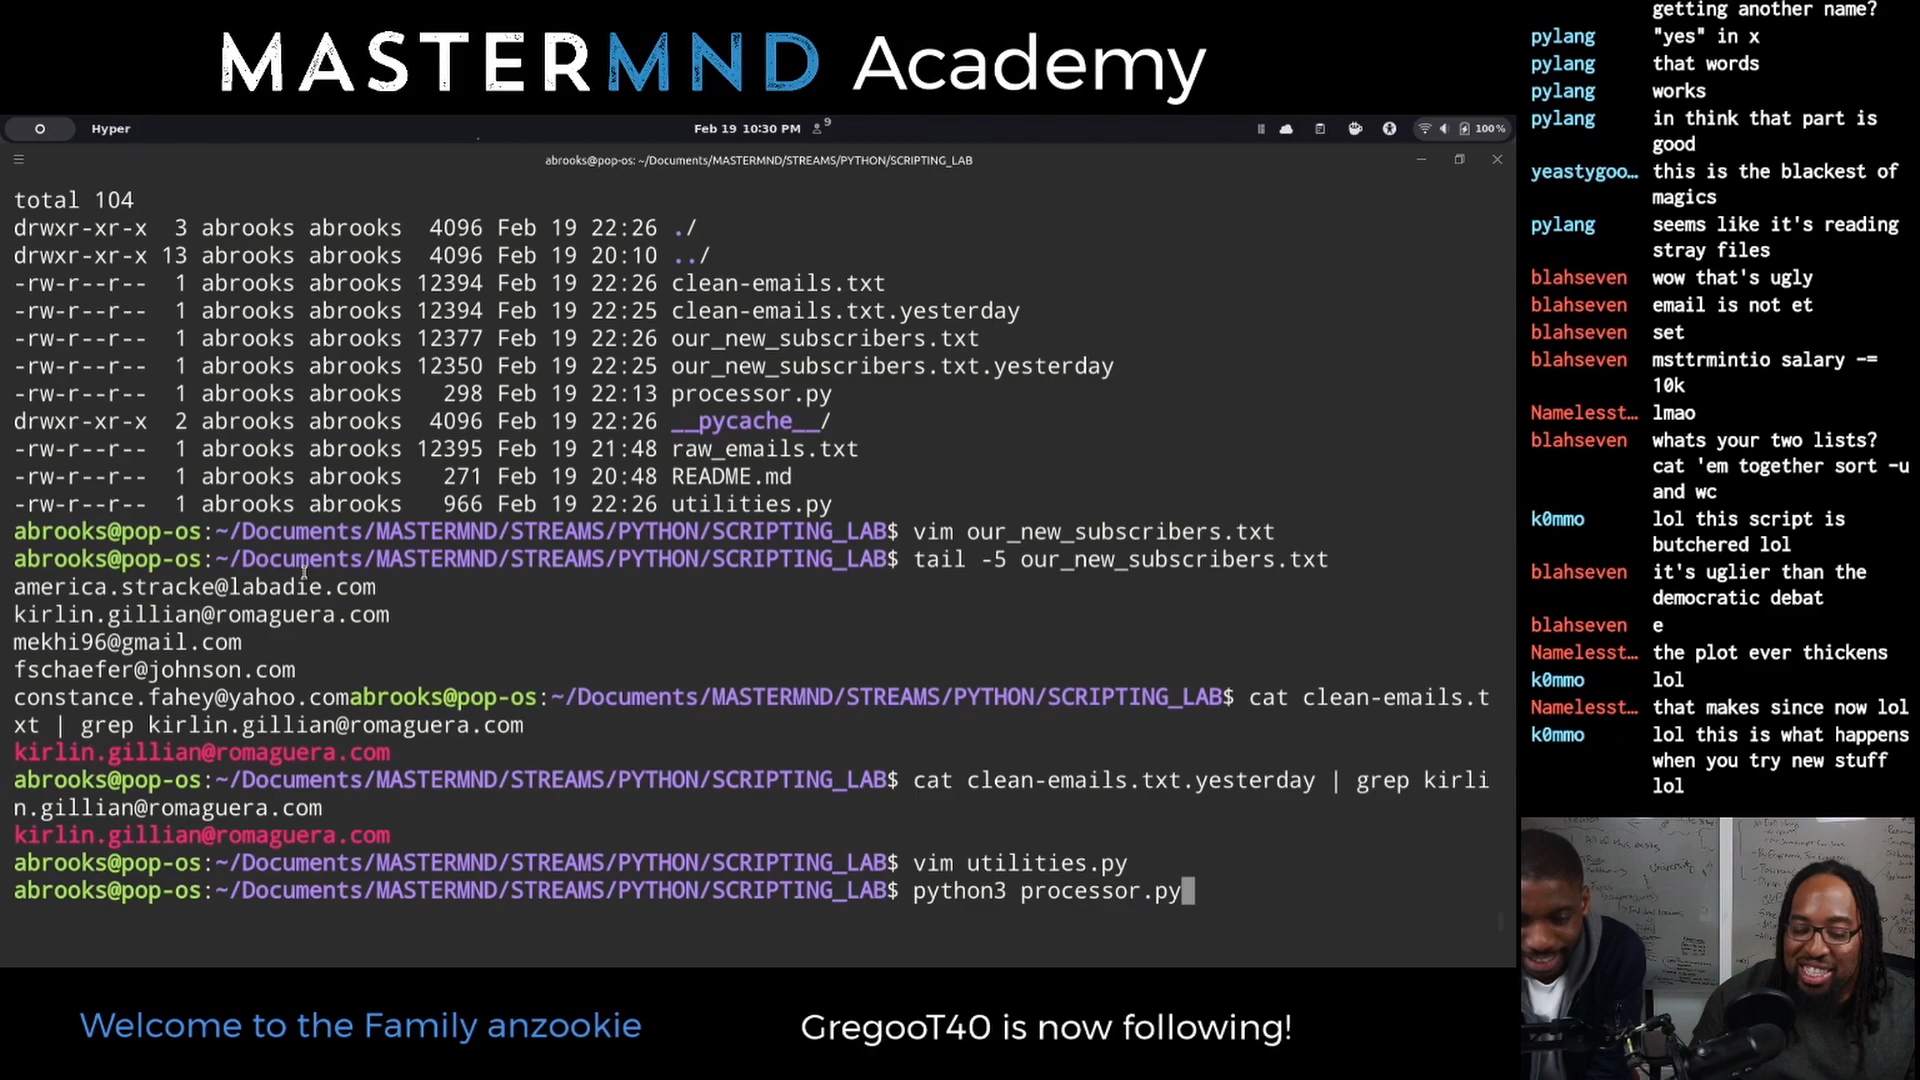 MASTERMND Academy
Hyper
Feb 19 10:30 PM
9
100%
abrooks@pop-os: ~/Documents/MASTERMND/STREAMS/PYTHON/SCRIPTING_LAB
total 104
drwxr-xr-x  3 abrooks abrooks  4096 Feb 19 22:26 ./
drwxr-xr-x 13 abrooks abrooks  4096 Feb 19 20:10 ../
-rw-r--r--  1 abrooks abrooks 12394 Feb 19 22:26 clean-emails.txt
-rw-r--r--  1 abrooks abrooks 12394 Feb 19 22:25 clean-emails.txt.yesterday
-rw-r--r--  1 abrooks abrooks 12377 Feb 19 22:26 our_new_subscribers.txt
-rw-r--r--  1 abrooks abrooks 12350 Feb 19 22:25 our_new_subscribers.txt.yesterday
-rw-r--r--  1 abrooks abrooks   298 Feb 19 22:13 processor.py
drwxr-xr-x  2 abrooks abrooks  4096 Feb 19 22:26 __pycache__/
-rw-r--r--  1 abrooks abrooks 12395 Feb 19 21:48 raw_emails.txt
-rw-r--r--  1 abrooks abrooks   271 Feb 19 20:48 README.md
-rw-r--r--  1 abrooks abrooks   966 Feb 19 22:26 utilities.py
abrooks@pop-os:~/Documents/MASTERMND/STREAMS/PYTHON/SCRIPTING_LAB$ vim our_new_subscribers.txt
abrooks@pop-os:~/Documents/MASTERMND/STREAMS/PYTHON/SCRIPTING_LAB$ tail -5 our_new_subscribers.txt
america.stracke@labadie.com
kirlin.gillian@romaguera.com
mekhi96@gmail.com
fschaefer@johnson.com
constance.fahey@yahoo.comabrooks@pop-os:~/Documents/MASTERMND/STREAMS/PYTHON/SCRIPTING_LAB$ cat clean-emails.t
xt | grep kirlin.gillian@romaguera.com
kirlin.gillian@romaguera.com
abrooks@pop-os:~/Documents/MASTERMND/STREAMS/PYTHON/SCRIPTING_LAB$ cat clean-emails.txt.yesterday | grep kirli
n.gillian@romaguera.com
kirlin.gillian@romaguera.com
abrooks@pop-os:~/Documents/MASTERMND/STREAMS/PYTHON/SCRIPTING_LAB$ vim utilities.py
abrooks@pop-os:~/Documents/MASTERMND/STREAMS/PYTHON/SCRIPTING_LAB$ python3 processor.py
getting another name?
pylang "yes" in x
pylang that words
pylang works
pylang in think that part is
good
yeastygoo… this is the blackest of
magics
pylang seems like it's reading
stray files
blahseven wow that's ugly
blahseven email is not et
blahseven set
blahseven msttrmintio salary -=
10k
Namelesst… lmao
blahseven whats your two lists?
cat 'em together sort -u
and wc
k0mmo lol this script is
butchered lol
blahseven it's uglier than the
democratic debat
blahseven e
Namelesst… the plot ever thickens
k0mmo lol
Namelesst… that makes since now lol
k0mmo lol this is what happens
when you try new stuff
lol
Welcome to the Family anzookie
GregooT40 is now following!